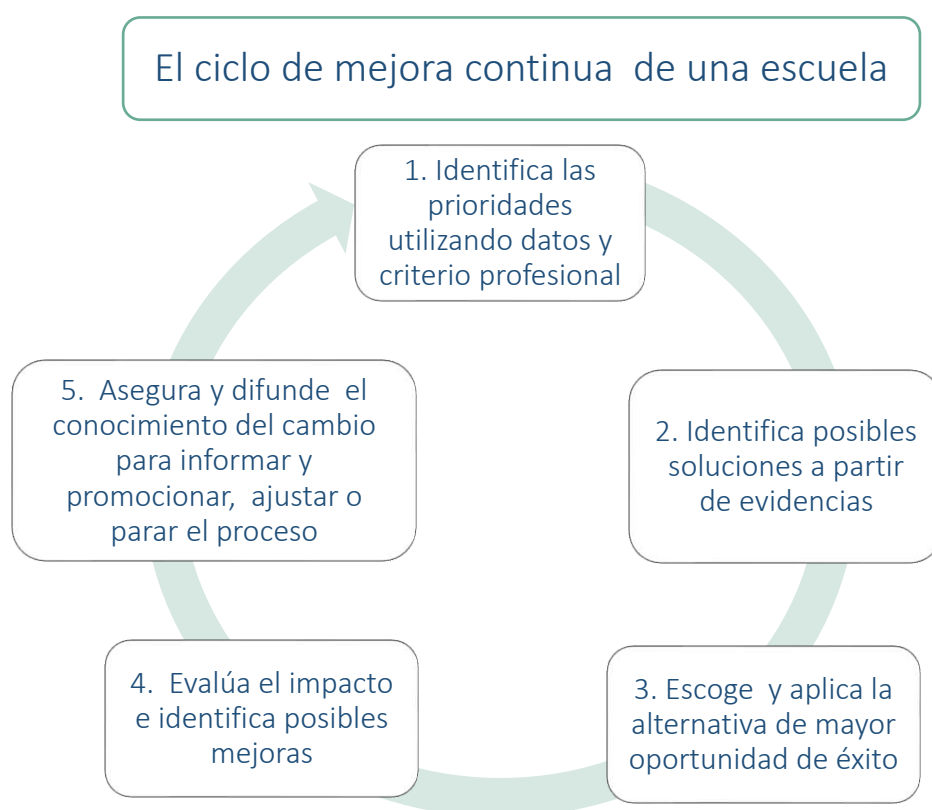 El ciclo de mejora continua  de una escuela
1. Identifica las
prioridades
utilizando datos y
criterio profesional
2. Identifica posibles
soluciones a partir
de evidencias
3. Escoge  y aplica la
alternativa de mayor
oportunidad de éxito
4.  Evalúa el impacto
e identifica posibles
mejoras
5.  Asegura y difunde  el
conocimiento del cambio
para informar y
promocionar,  ajustar o
parar el proceso